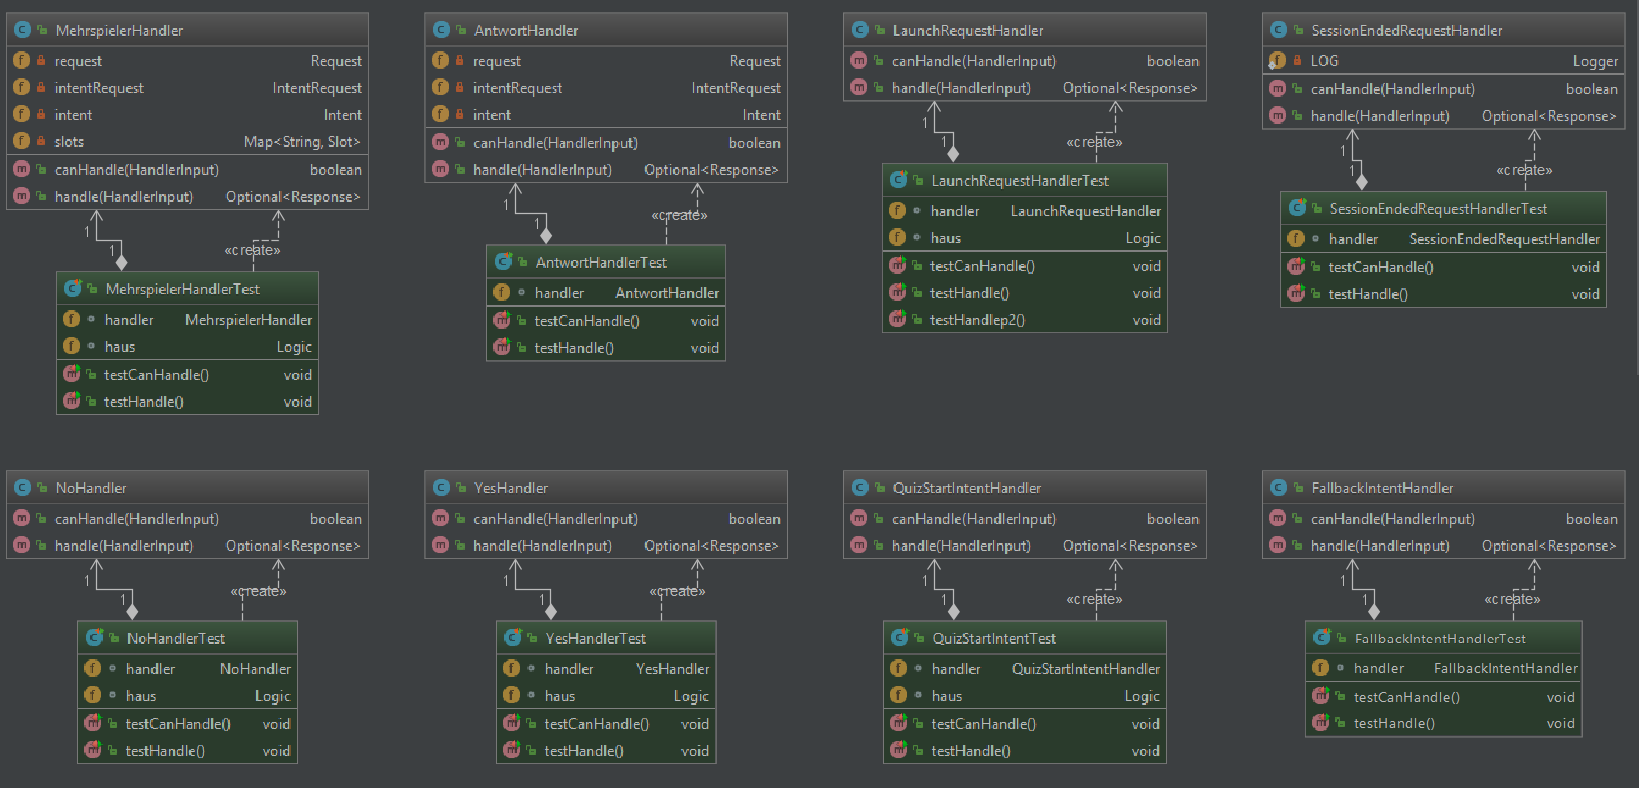 MehrspielerHandler
request Request
intentRequest IntentRequest
intent Intent
slots Map<String, Slot>
canHandle(HandlerInput) boolean
handle(HandlerInput) Optional<Response>
1
1
«create»
MehrspielerHandlerTest
handler MehrspielerHandler
haus Logic
testCanHandle() void
testHandle() void
AntwortHandler
request Request
intentRequest IntentRequest
intent Intent
canHandle(HandlerInput) boolean
handle(HandlerInput) Optional<Response>
1
1
«create»
AntwortHandlerTest
handler AntwortHandler
testCanHandle() void
testHandle() void
LaunchRequestHandler
canHandle(HandlerInput) boolean
handle(HandlerInput) Optional<Response>
1
1
«create»
LaunchRequestHandlerTest
handler LaunchRequestHandler
haus Logic
testCanHandle() void
testHandle() void
testHandlep2() void
SessionEndedRequestHandler
LOG Logger
canHandle(HandlerInput) boolean
handle(HandlerInput) Optional<Response>
1
1
«create»
SessionEndedRequestHandlerTest
handler SessionEndedRequestHandler
testCanHandle() void
testHandle() void
NoHandler
canHandle(HandlerInput) boolean
handle(HandlerInput) Optional<Response>
1
1
«create»
NoHandlerTest
handler NoHandler
haus Logic
testCanHandle() void
testHandle() void
YesHandler
canHandle(HandlerInput) boolean
handle(HandlerInput) Optional<Response>
1
1
«create»
YesHandlerTest
handler YesHandler
haus Logic
testCanHandle() void
testHandle() void
QuizStartIntentHandler
canHandle(HandlerInput) boolean
handle(HandlerInput) Optional<Response>
1
1
«create»
QuizStartIntentTest
handler QuizStartIntentHandler
haus Logic
testCanHandle() void
testHandle() void
FallbackIntentHandler
canHandle(HandlerInput) boolean
handle(HandlerInput) Optional<Response>
1
1
«create»
FallbackIntentHandlerTest
handler FallbackIntentHandler
testCanHandle() void
testHandle() void